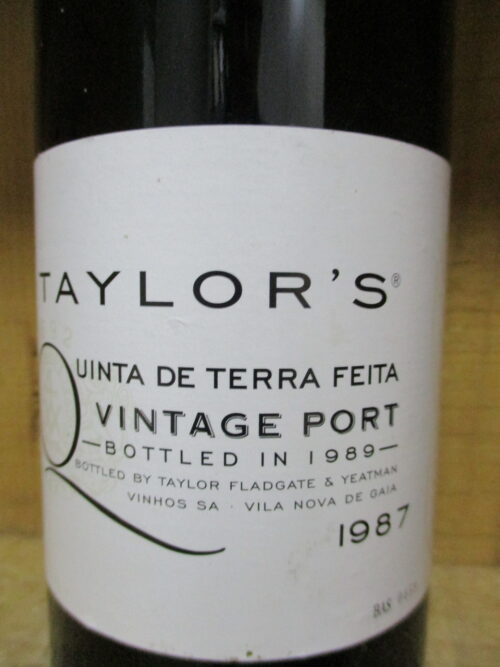 TAYLOR'S®
QUINTA DE TERRA FEITA
VINTAGE PORT
—BOTTLED IN 1989—
BOTTLED BY TAYLOR FLADGATE & YEATMAN
VINHOS SA · VILA NOVA DE GAIA
1987
BAS